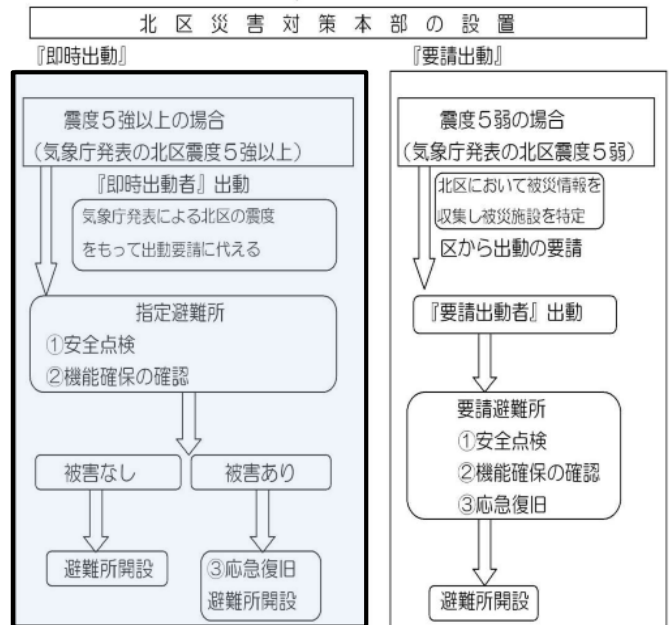 北区災害対策本部の設置
『即時出動』
震度5強以上の場合
(気象庁発表の北区震度5強以上)
『即時出動者』出動
気象庁発表による北区の震度
をもって出動要請に代える
指定避難所
①安全点検
②機能確保の確認
被害なし
被害あり
避難所開設
③応急復旧
避難所開設
『要請出動』
震度5弱の場合
(気象庁発表の北区震度5弱)
北区において被災情報を
収集し被災施設を特定
区から出動の要請
『要請出動者』出動
要請避難所
①安全点検
②機能確保の確認
③応急復旧
避難所開設